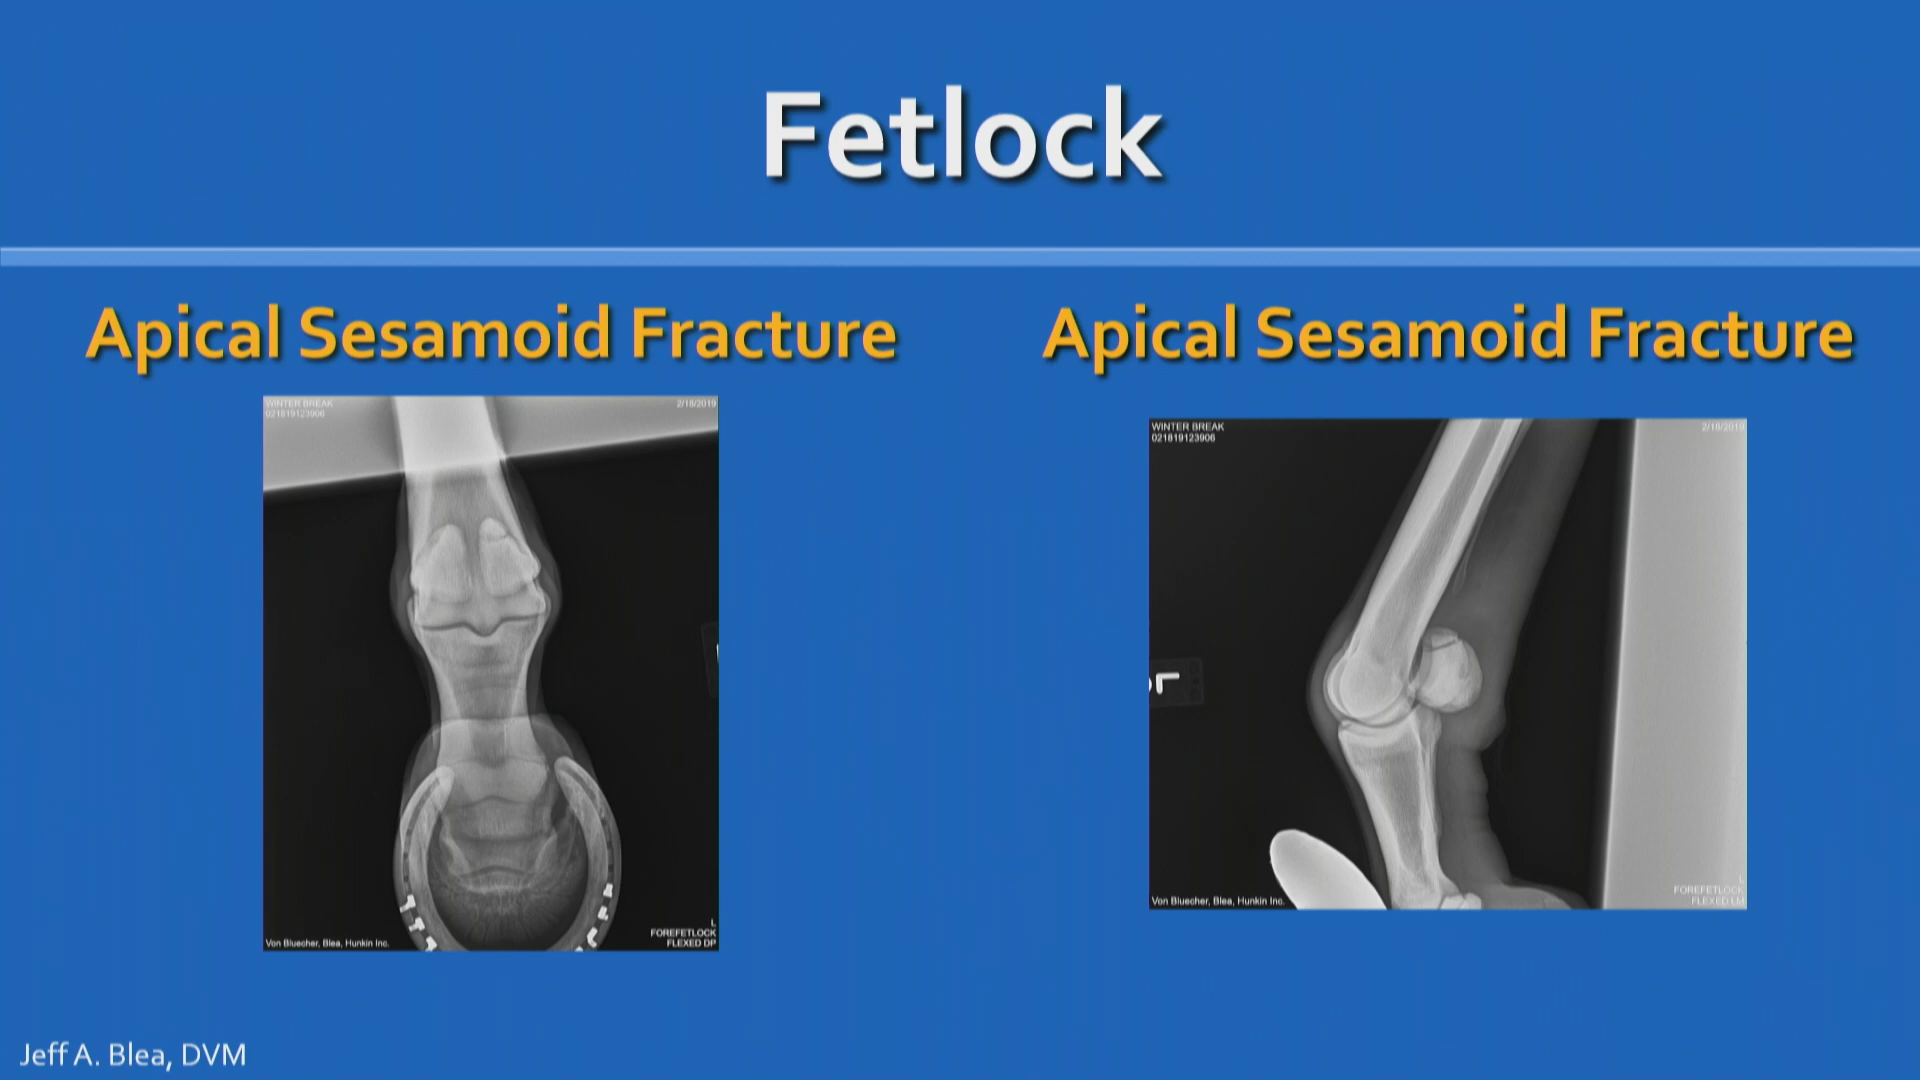 Fetlock
Apical Sesamoid Fracture
Apical Sesamoid Fracture
WINTER BREAK
021819123906
2/18/2019
L
FOREFETLOCK
FLEXED DP
Von Bluecher, Blea, Hunkin Inc.
WINTER BREAK
021819123906
2/18/2019
L
FOREFETLOCK
FLEXED LM
Von Bluecher, Blea, Hunkin Inc.
Jeff A. Blea, DVM